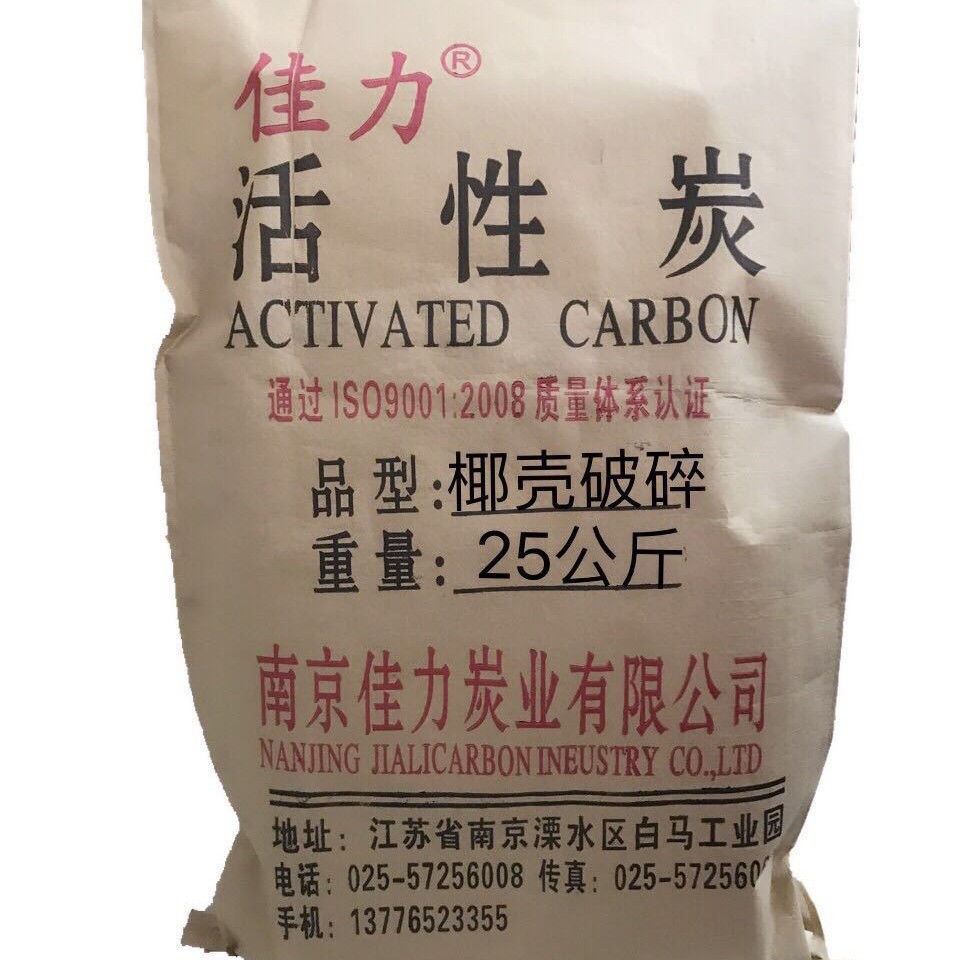 佳力®
活性炭
ACTIVATED CARBON
通过ISO9001:2008质量体系认证
品型:椰壳破碎
重量:25公斤
南京佳力炭业有限公司
NANJING JIALICARBON INEUSTRY CO.,LTD
地址:江苏省南京溧水区白马工业园
电话:025-57256008 传真:025-572560
手机:13776523355